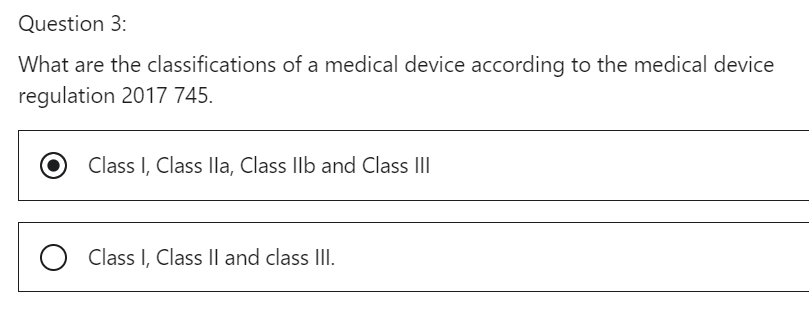 Question 3:
What are the classifications of a medical device according to the medical device
regulation 2017 745.
Class I, Class IIa, Class IIb and Class III
Class I, Class II and class III.